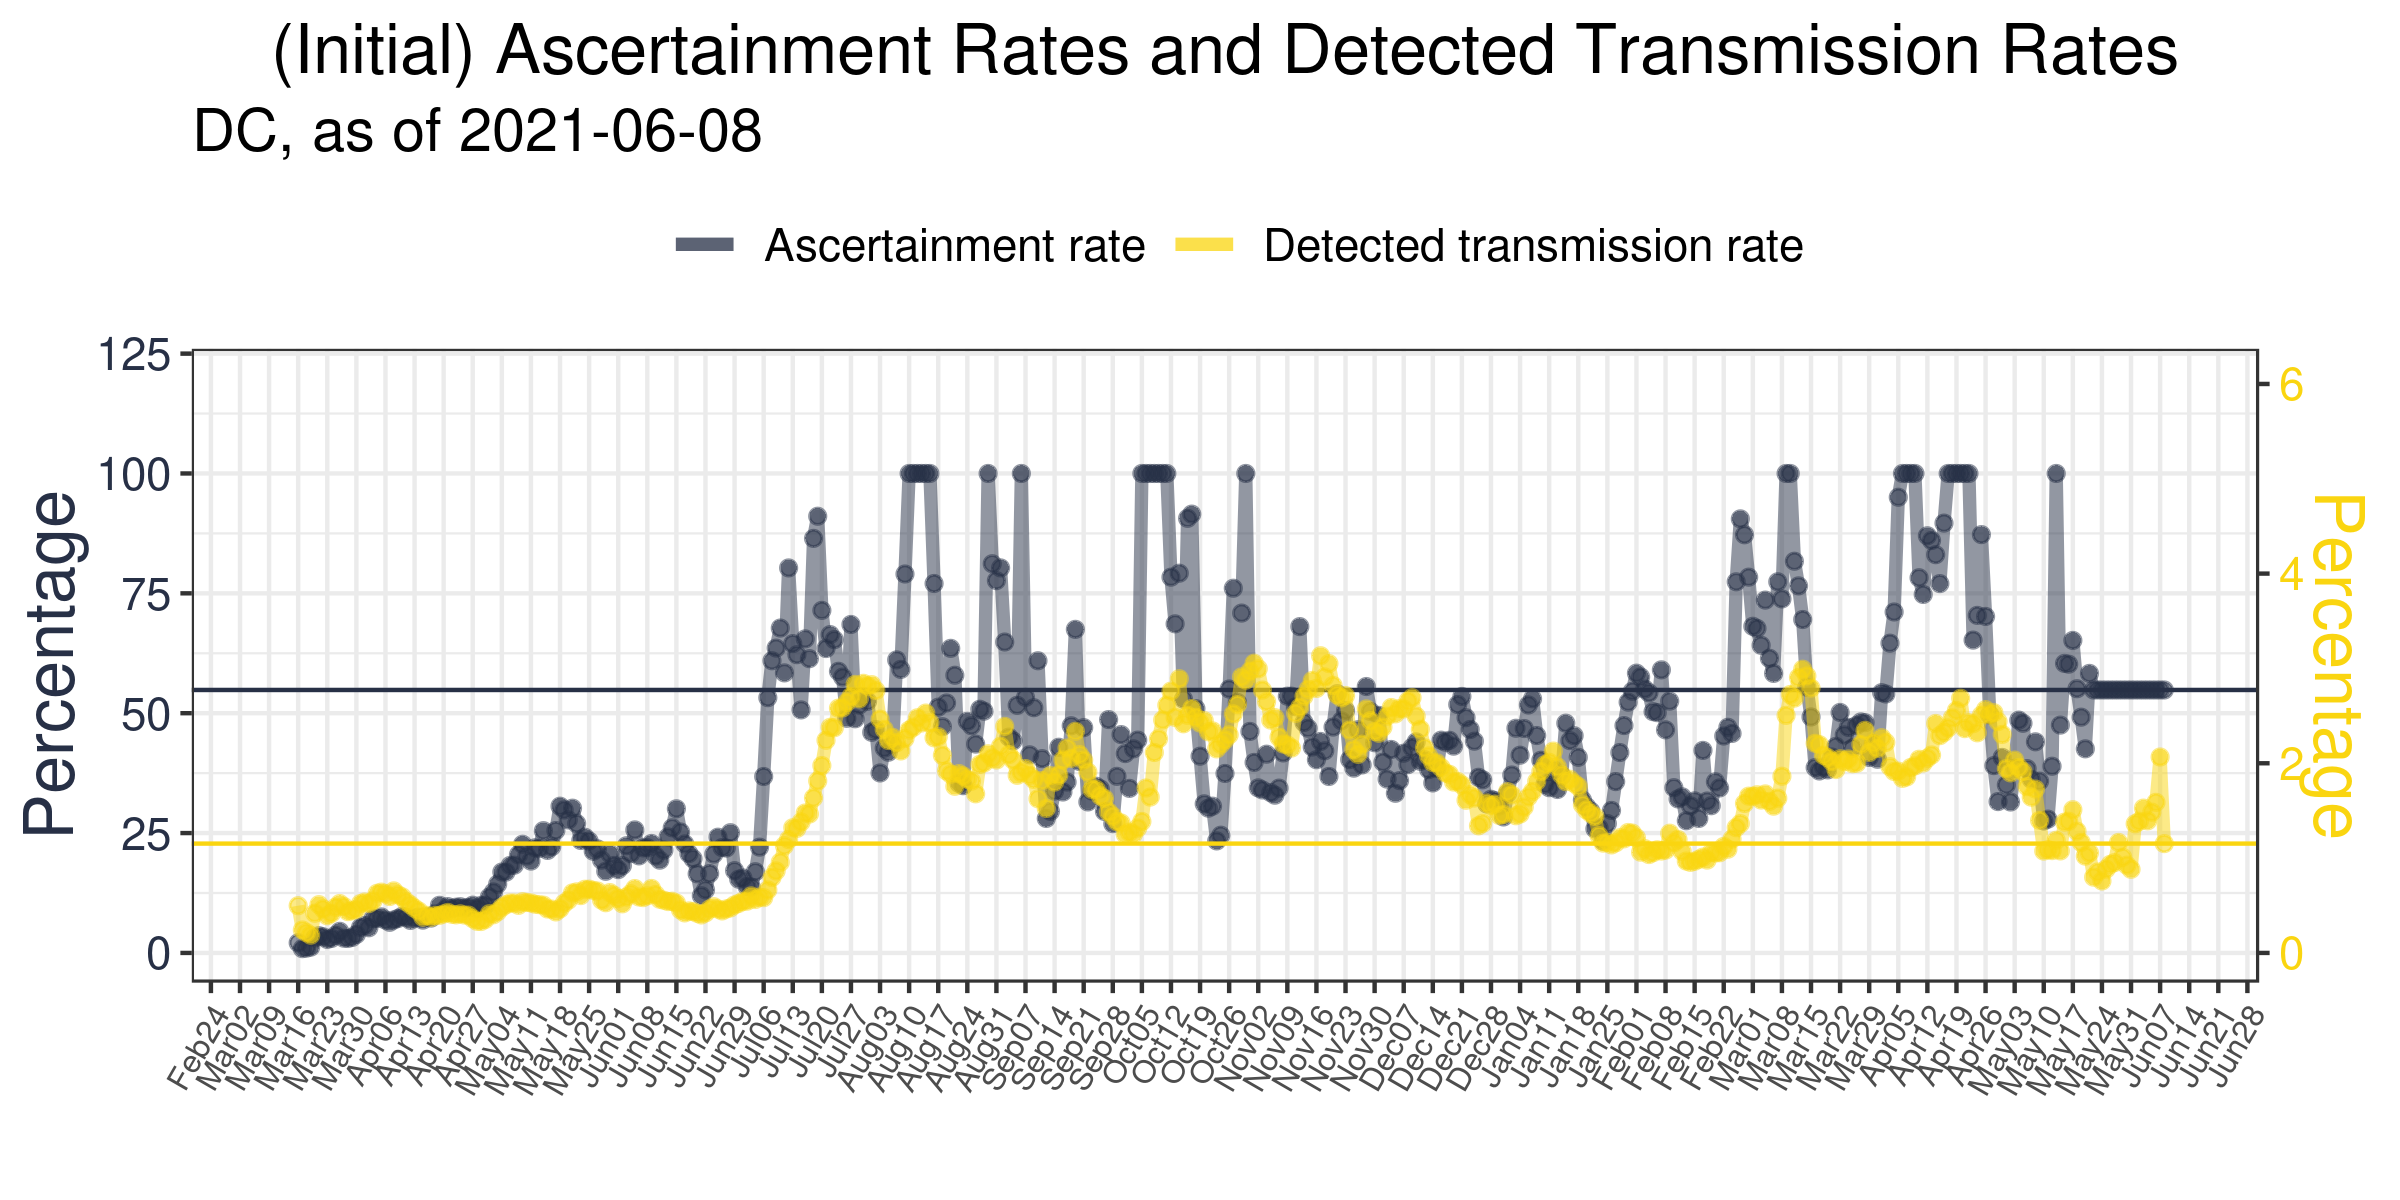 (Initial) Ascertainment Rates and Detected Transmission Rates
DC, as of 2021-06-08
Ascertainment rate
Detected transmission rate
125
100
75
50
25
0
Percentage
6
4
2
0
Percentage
Feb24
Mar02
Mar09
Mar16
Mar23
Mar30
Apr06
Apr13
Apr20
Apr27
May04
May11
May18
May25
Jun01
Jun08
Jun15
Jun22
Jun29
Jul06
Jul13
Jul20
Jul27
Aug03
Aug10
Aug17
Aug24
Aug31
Sep07
Sep14
Sep21
Sep28
Oct05
Oct12
Oct19
Oct26
Nov02
Nov09
Nov16
Nov23
Nov30
Dec07
Dec14
Dec21
Dec28
Jan04
Jan11
Jan18
Jan25
Feb01
Feb08
Feb15
Feb22
Mar01
Mar08
Mar15
Mar22
Mar29
Apr05
Apr12
Apr19
Apr26
May03
May10
May17
May24
May31
Jun07
Jun14
Jun21
Jun28